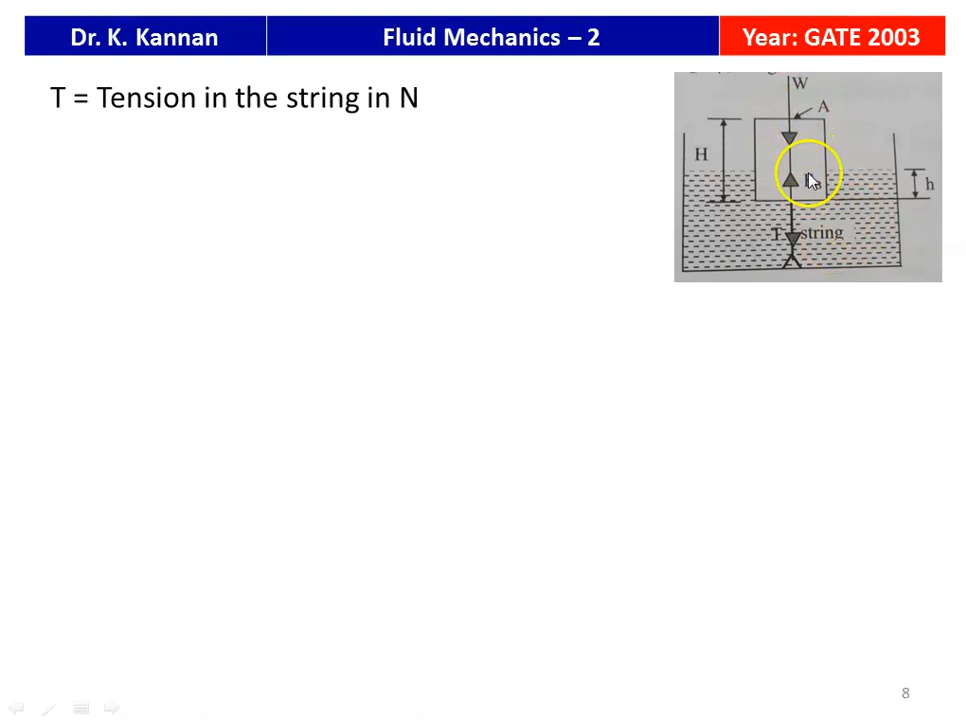 Dr. K. Kannan
Fluid Mechanics – 2
Year: GATE 2003
T = Tension in the string in N
W
A
H
h
T
string
8